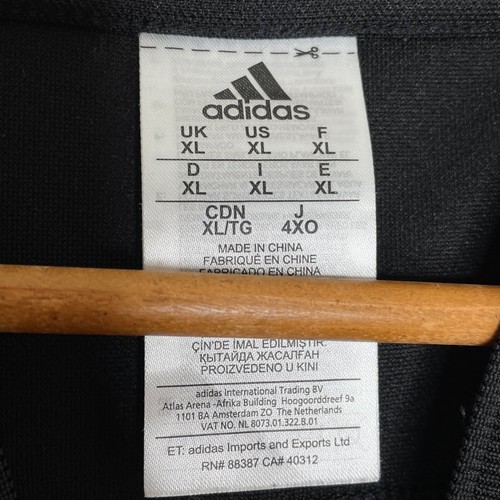 adidas
UK US F
XL XL XL
D I E
XL XL XL
CDN J
XL/TG 4XO
MADE IN CHINA
FABRIQUÉ EN CHINE
FABRICADO EN CHINA
ÇİN'DE İMAL EDİLMİŞTİR.
ҚЫТАЙДА ЖАСАЛҒАН
PROIZVEDENO U KINI
adidas International Trading BV
Atlas Arena -Afrika Building Hoogoorddreef 9a
1101 BA Amsterdam ZO The Netherlands
VAT NO. NL 8073.01.322.B.01
ET: adidas Imports and Exports Ltd
RN# 88387 CA# 40312